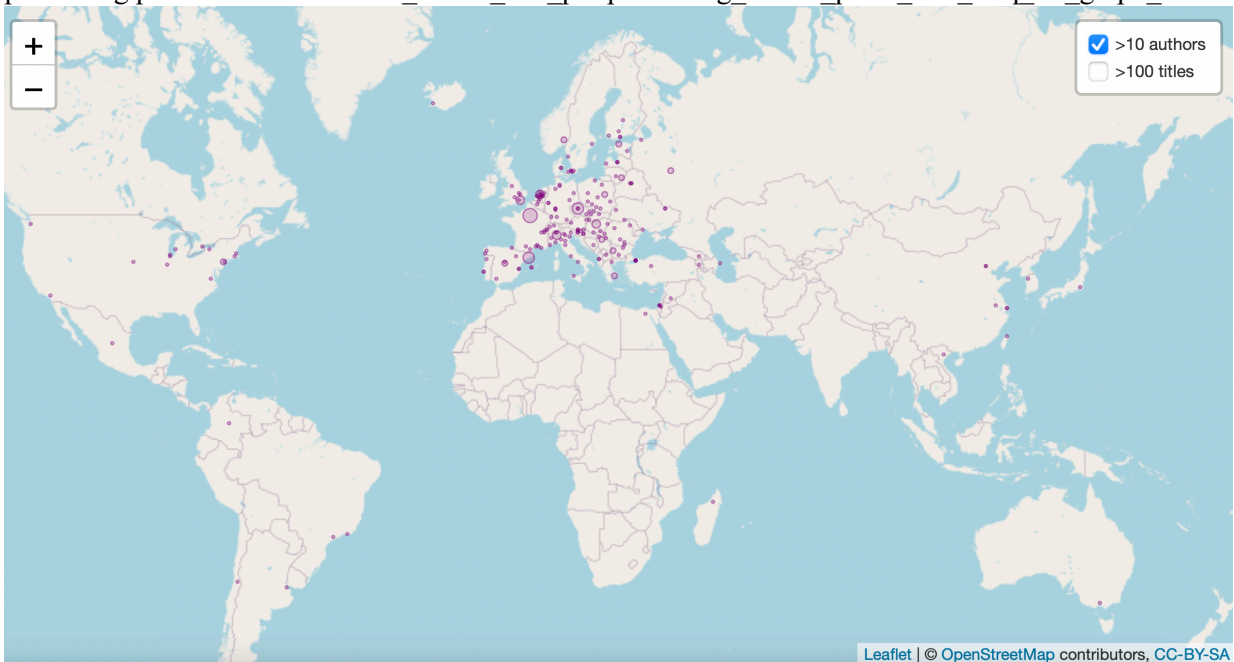 +
−
>10 authors
>100 titles
Leaflet | © OpenStreetMap contributors, CC-BY-SA